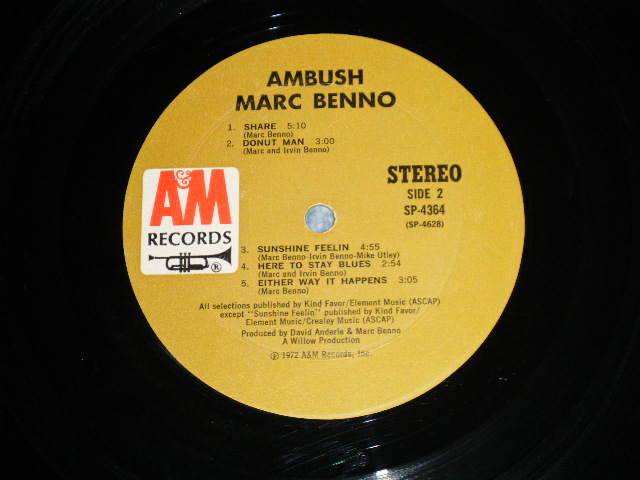 AMBUSH
MARC BENNO
1. SHARE 5:10
(Marc Benno)
2. DONUT MAN 3:00
(Marc and Irvin Benno)
STEREO
SIDE 2
SP-4364
(SP-4628)
A&M
RECORDS
®
3. SUNSHINE FEELIN 4:55
(Marc Benno-Irvin Benno-Mike Utley)
4. HERE TO STAY BLUES 2:54
(Marc and Irvin Benno)
5. EITHER WAY IT HAPPENS 3:05
(Marc Benno)
All selections published by Kind Favor/Element Music (ASCAP)
except "Sunshine Feelin" published by Kind Favor/
Element Music/Crealey Music (ASCAP)
Produced by David Anderle & Marc Benno
A Willow Production
℗ 1972 A&M Records, Inc.